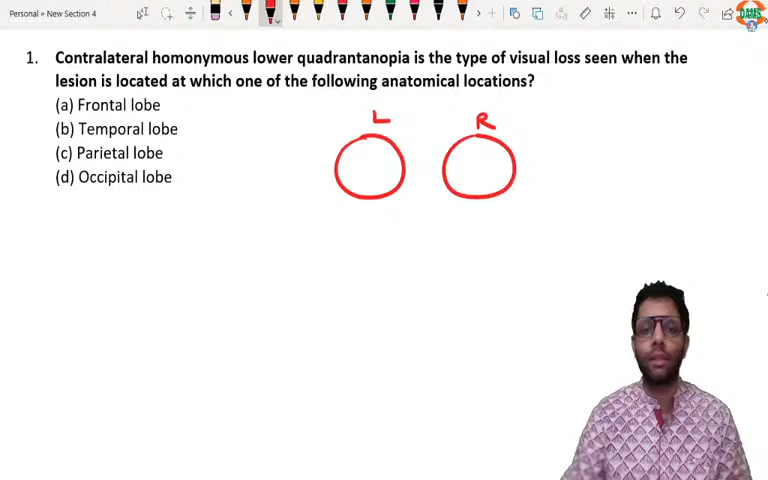 Personal » New Section 4
DAMS
1. Contralateral homonymous lower quadrantanopia is the type of visual loss seen when the
lesion is located at which one of the following anatomical locations?
(a) Frontal lobe
(b) Temporal lobe
(c) Parietal lobe
(d) Occipital lobe
L R